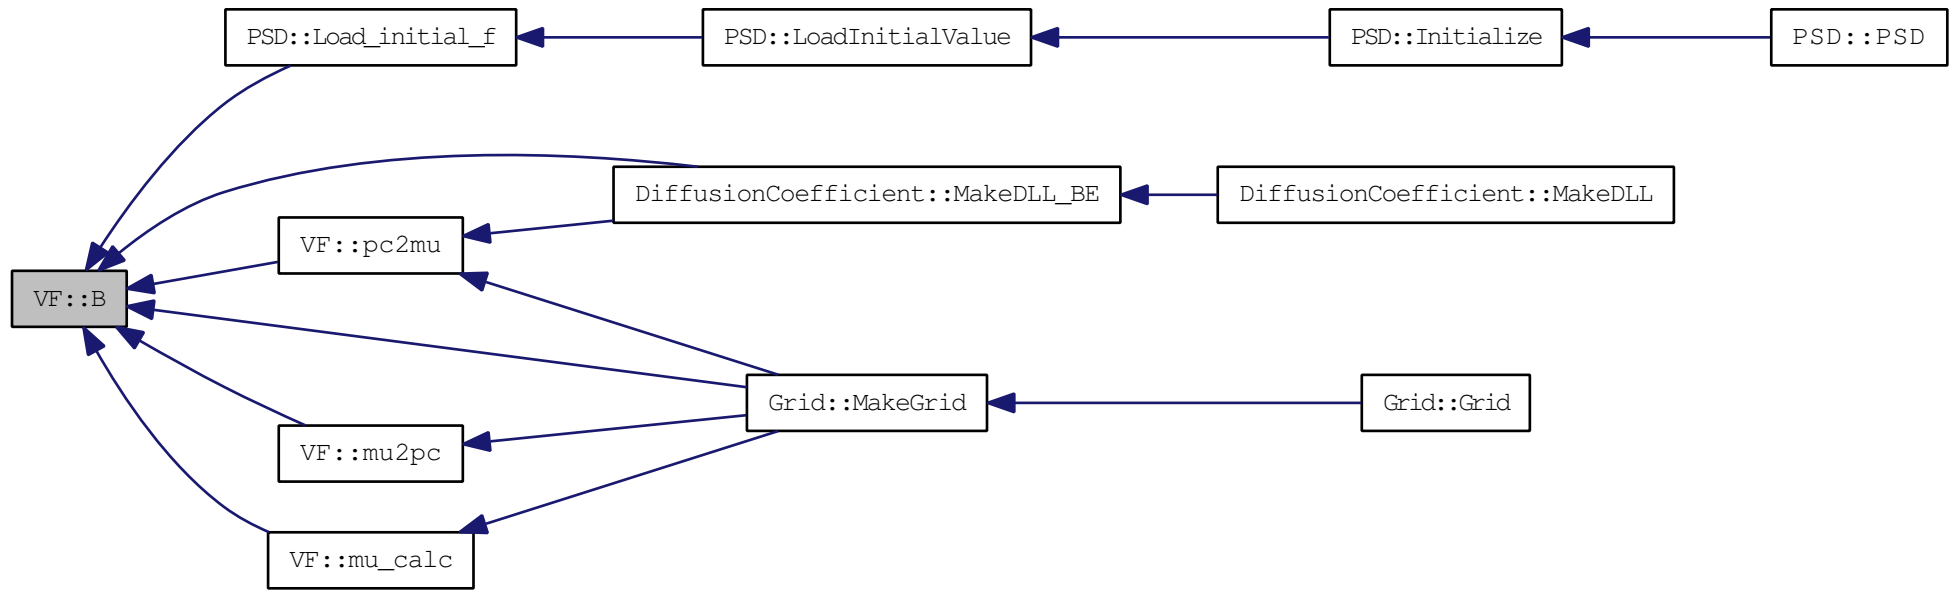 PSD::Load_initial_f
PSD::LoadInitialValue
PSD::Initialize
PSD::PSD
DiffusionCoefficient::MakeDLL_BE
DiffusionCoefficient::MakeDLL
VF::pc2mu
VF::B
Grid::MakeGrid
Grid::Grid
VF::mu2pc
VF::mu_calc